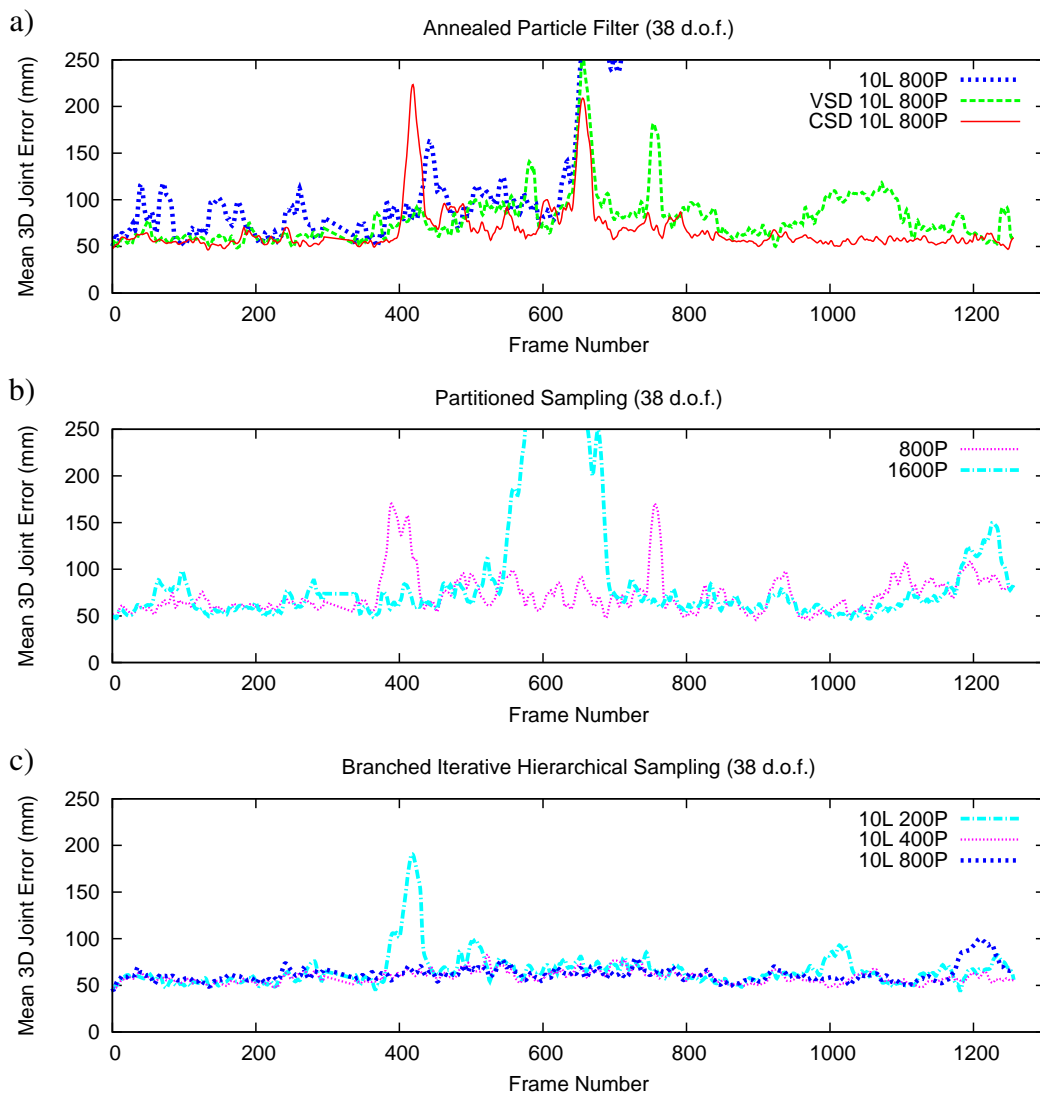 a)
Annealed Particle Filter (38 d.o.f.)
Mean 3D Joint Error (mm)
250
200
150
100
50
0
10L 800P
VSD 10L 800P
CSD 10L 800P
0 200 400 600 800 1000 1200
Frame Number
b)
Partitioned Sampling (38 d.o.f.)
Mean 3D Joint Error (mm)
250
200
150
100
50
0
800P
1600P
0 200 400 600 800 1000 1200
Frame Number
c)
Branched Iterative Hierarchical Sampling (38 d.o.f.)
Mean 3D Joint Error (mm)
250
200
150
100
50
0
10L 200P
10L 400P
10L 800P
0 200 400 600 800 1000 1200
Frame Number